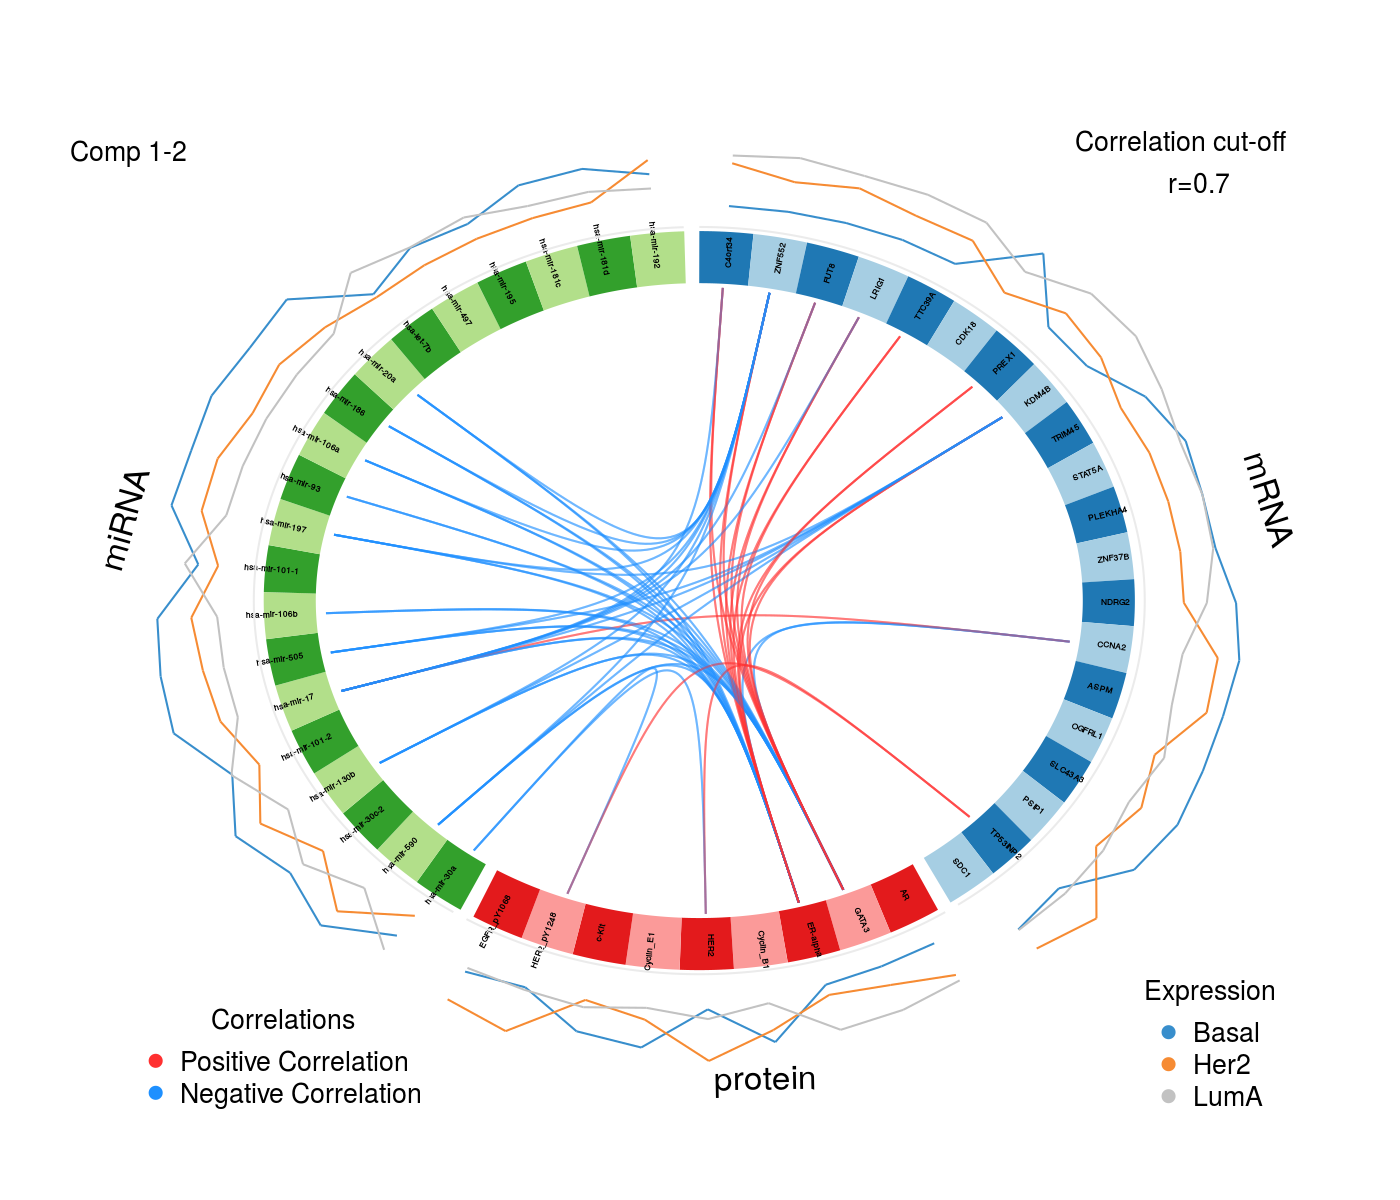 Comp 1-2
Correlation cut-off
r=0.7
miRNA
mRNA
protein
C4orf34
ZNF552
FUT8
LRIG1
TTC39A
CDK18
PREX1
KDM4B
TRIM45
STAT5A
PLEKHA4
ZNF37B
NDRG2
CCNA2
ASPM
OGFRL1
SLC43A3
PSIP1
TP53INP2
SDC1
AR
GATA3
ER-alpha
Cyclin_B1
HER2
Cyclin_E1
c-Kit
HER2_pY1248
EGFR_pY1068
hsa-mir-30a
hsa-mir-590
hsa-mir-30c-2
hsa-mir-130b
hsa-mir-101-2
hsa-mir-17
hsa-mir-505
hsa-mir-106b
hsa-mir-101-1
hsa-mir-197
hsa-mir-93
hsa-mir-106a
hsa-mir-186
hsa-mir-20a
hsa-let-7b
hsa-mir-497
hsa-mir-195
hsa-mir-181c
hsa-mir-181d
hsa-mir-192
Correlations
Positive Correlation
Negative Correlation
Expression
Basal
Her2
LumA